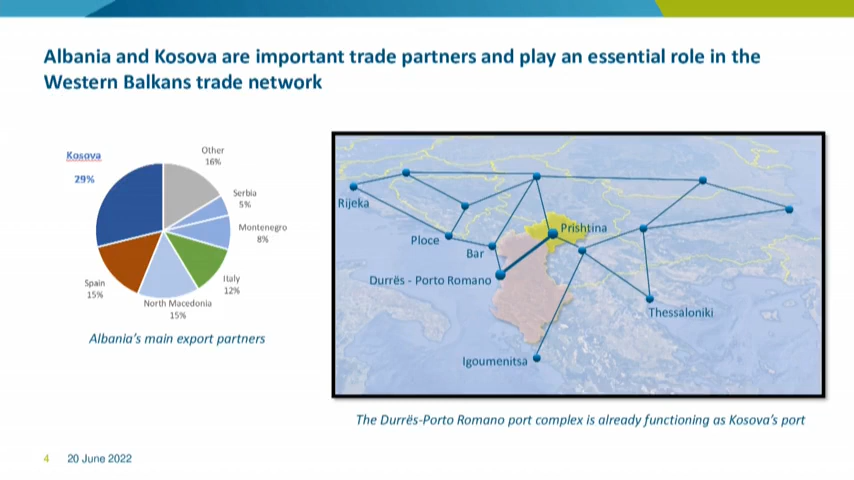 Albania and Kosova are important trade partners and play an essential role in the
Western Balkans trade network
Kosova
29%
Other
16%
Serbia
5%
Montenegro
8%
Italy
12%
North Macedonia
15%
Spain
15%
Albania's main export partners
Rijeka
Ploce
Bar
Prishtina
Durrës - Porto Romano
Thessaloniki
Igoumenitsa
The Durrës-Porto Romano port complex is already functioning as Kosova's port
4 20 June 2022